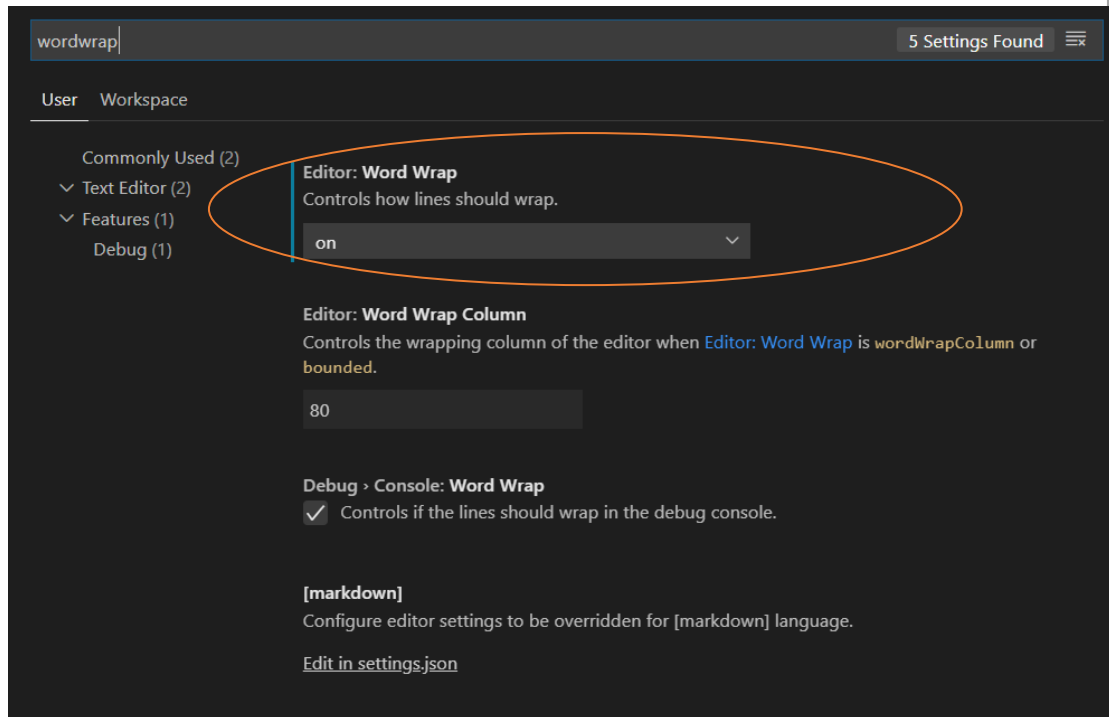 wordwrap
5 Settings Found
User Workspace
Commonly Used (2)
Text Editor (2)
Features (1)
Debug (1)
Editor: Word Wrap
Controls how lines should wrap.
on
Editor: Word Wrap Column
Controls the wrapping column of the editor when Editor: Word Wrap is wordWrapColumn or
bounded.
80
Debug › Console: Word Wrap
Controls if the lines should wrap in the debug console.
[markdown]
Configure editor settings to be overridden for [markdown] language.
Edit in settings.json